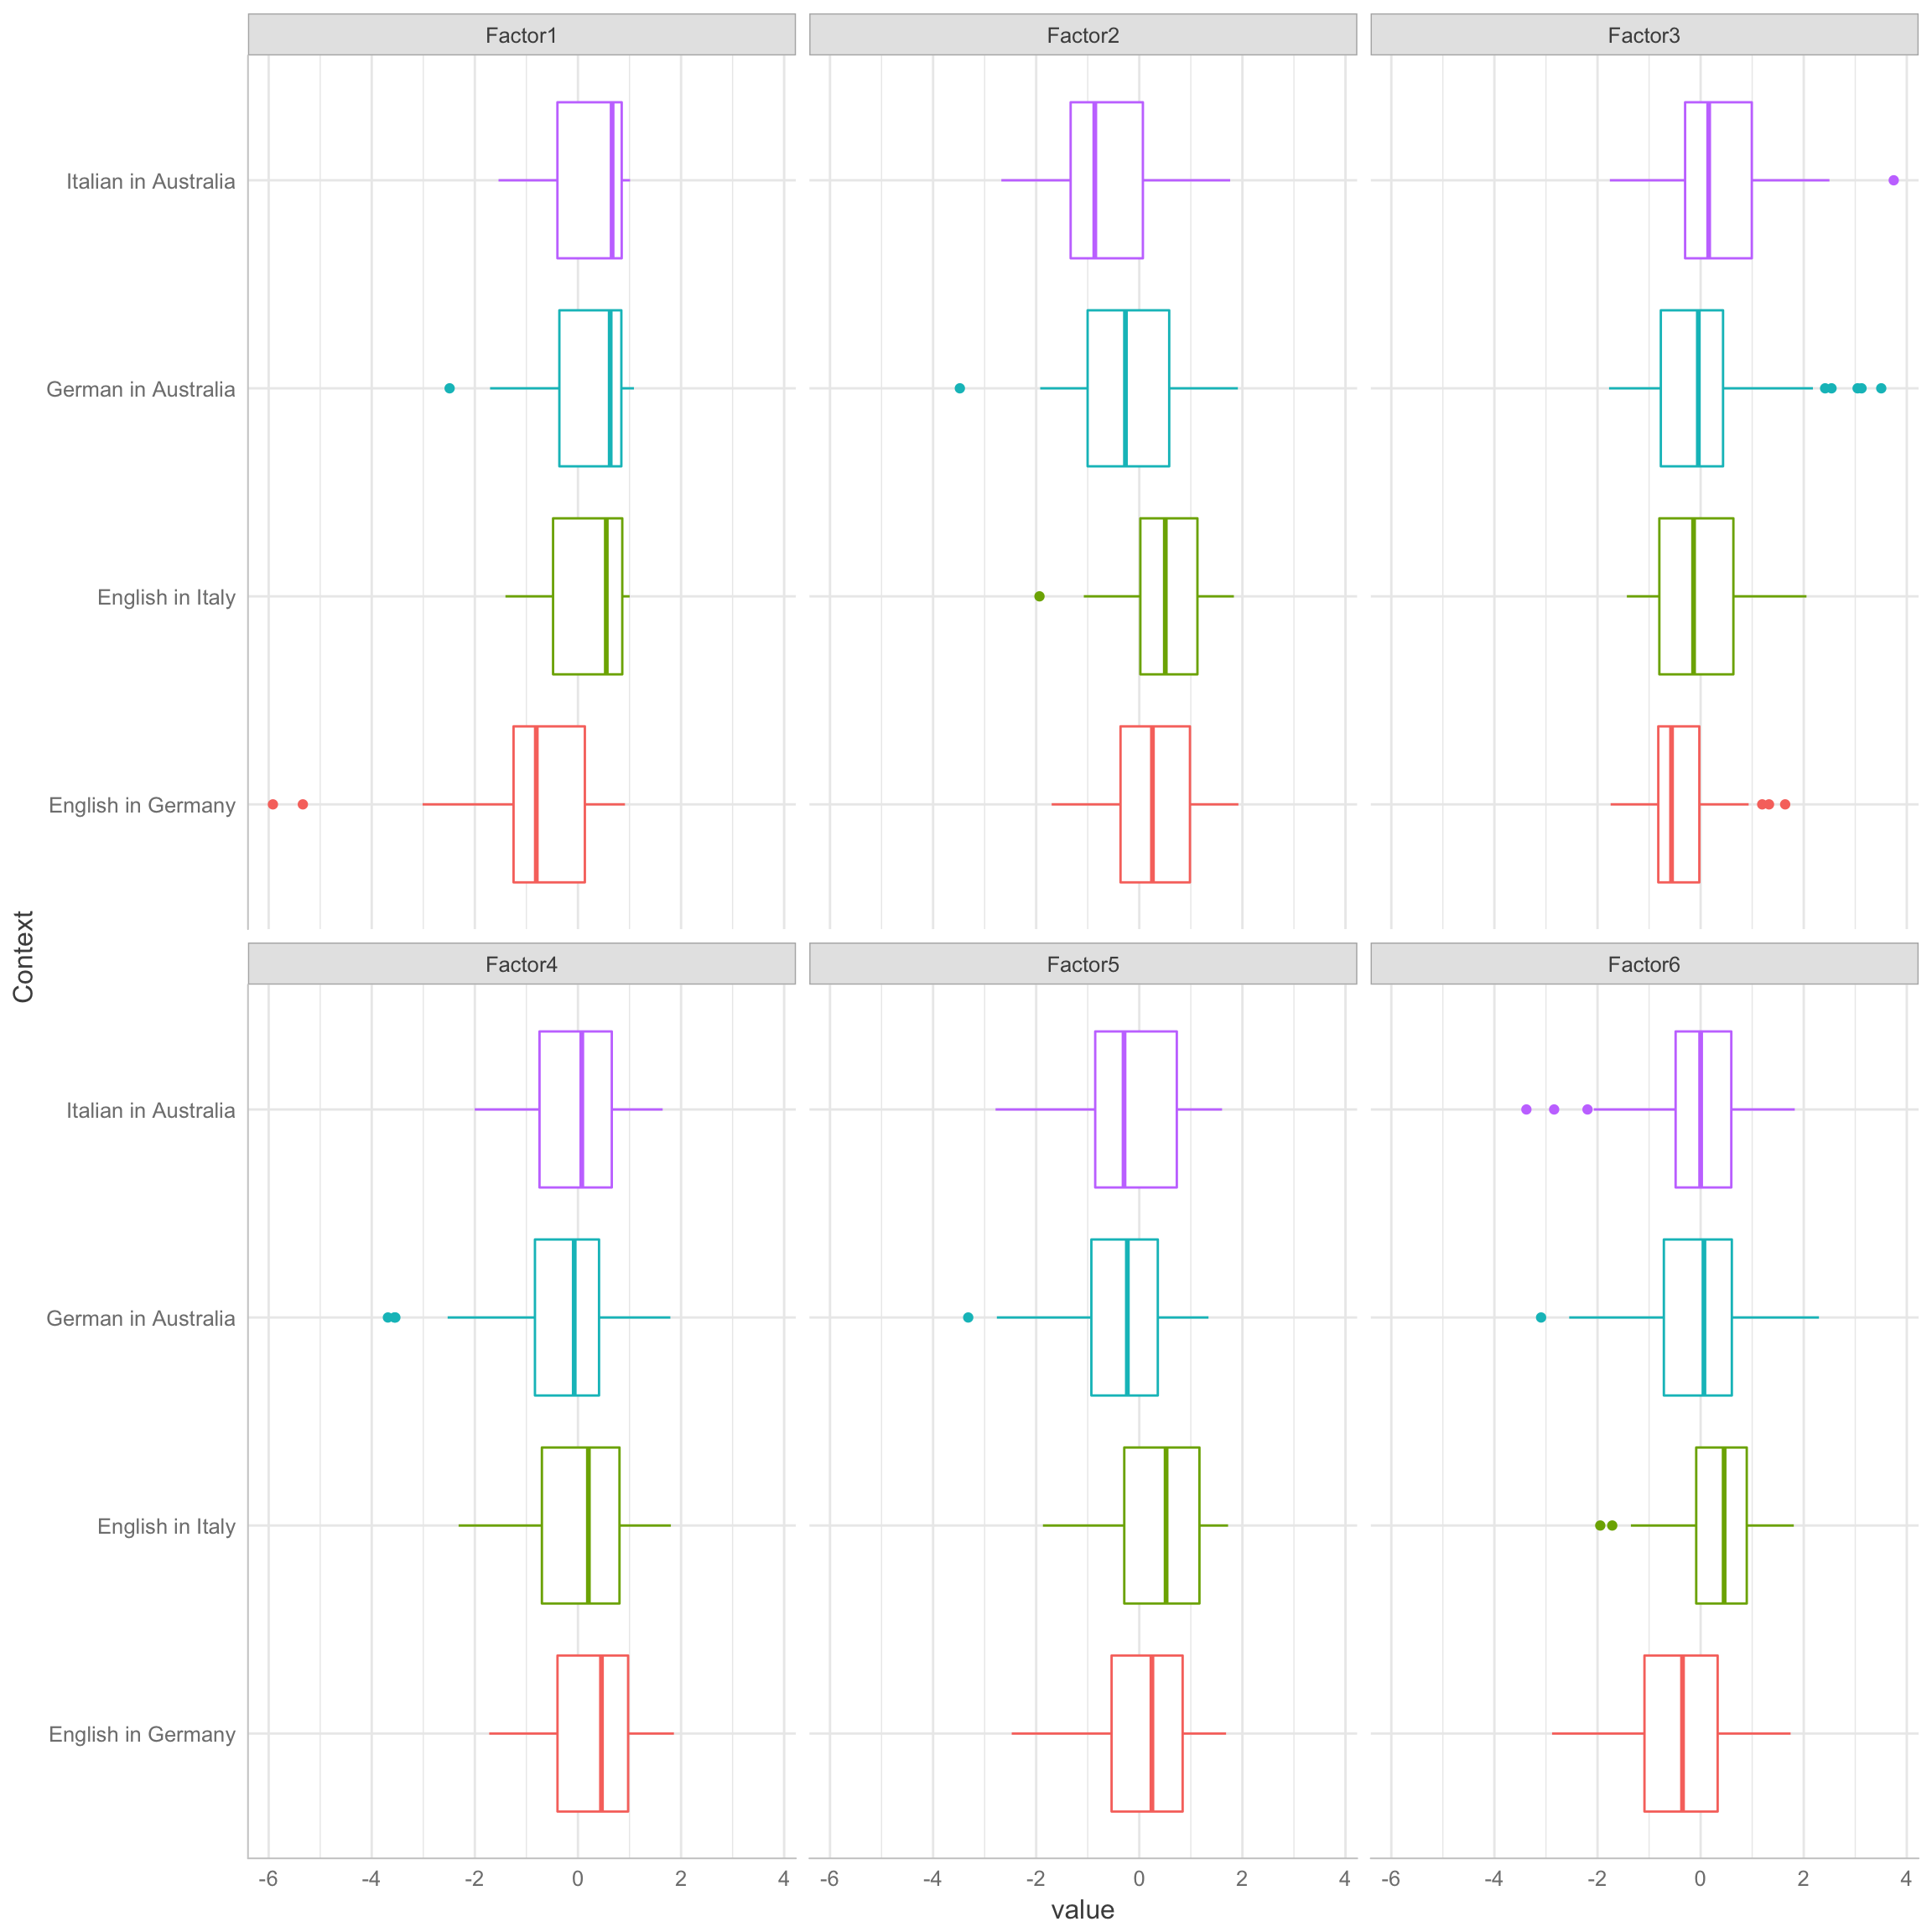 Factor1 Factor2 Factor3
Italian in Australia
German in Australia
English in Italy
English in Germany
Context
Factor4 Factor5 Factor6
Italian in Australia
German in Australia
English in Italy
English in Germany
-6 -4 -2 0 2 4 -6 -4 -2 0 2 4 -6 -4 -2 0 2 4
value